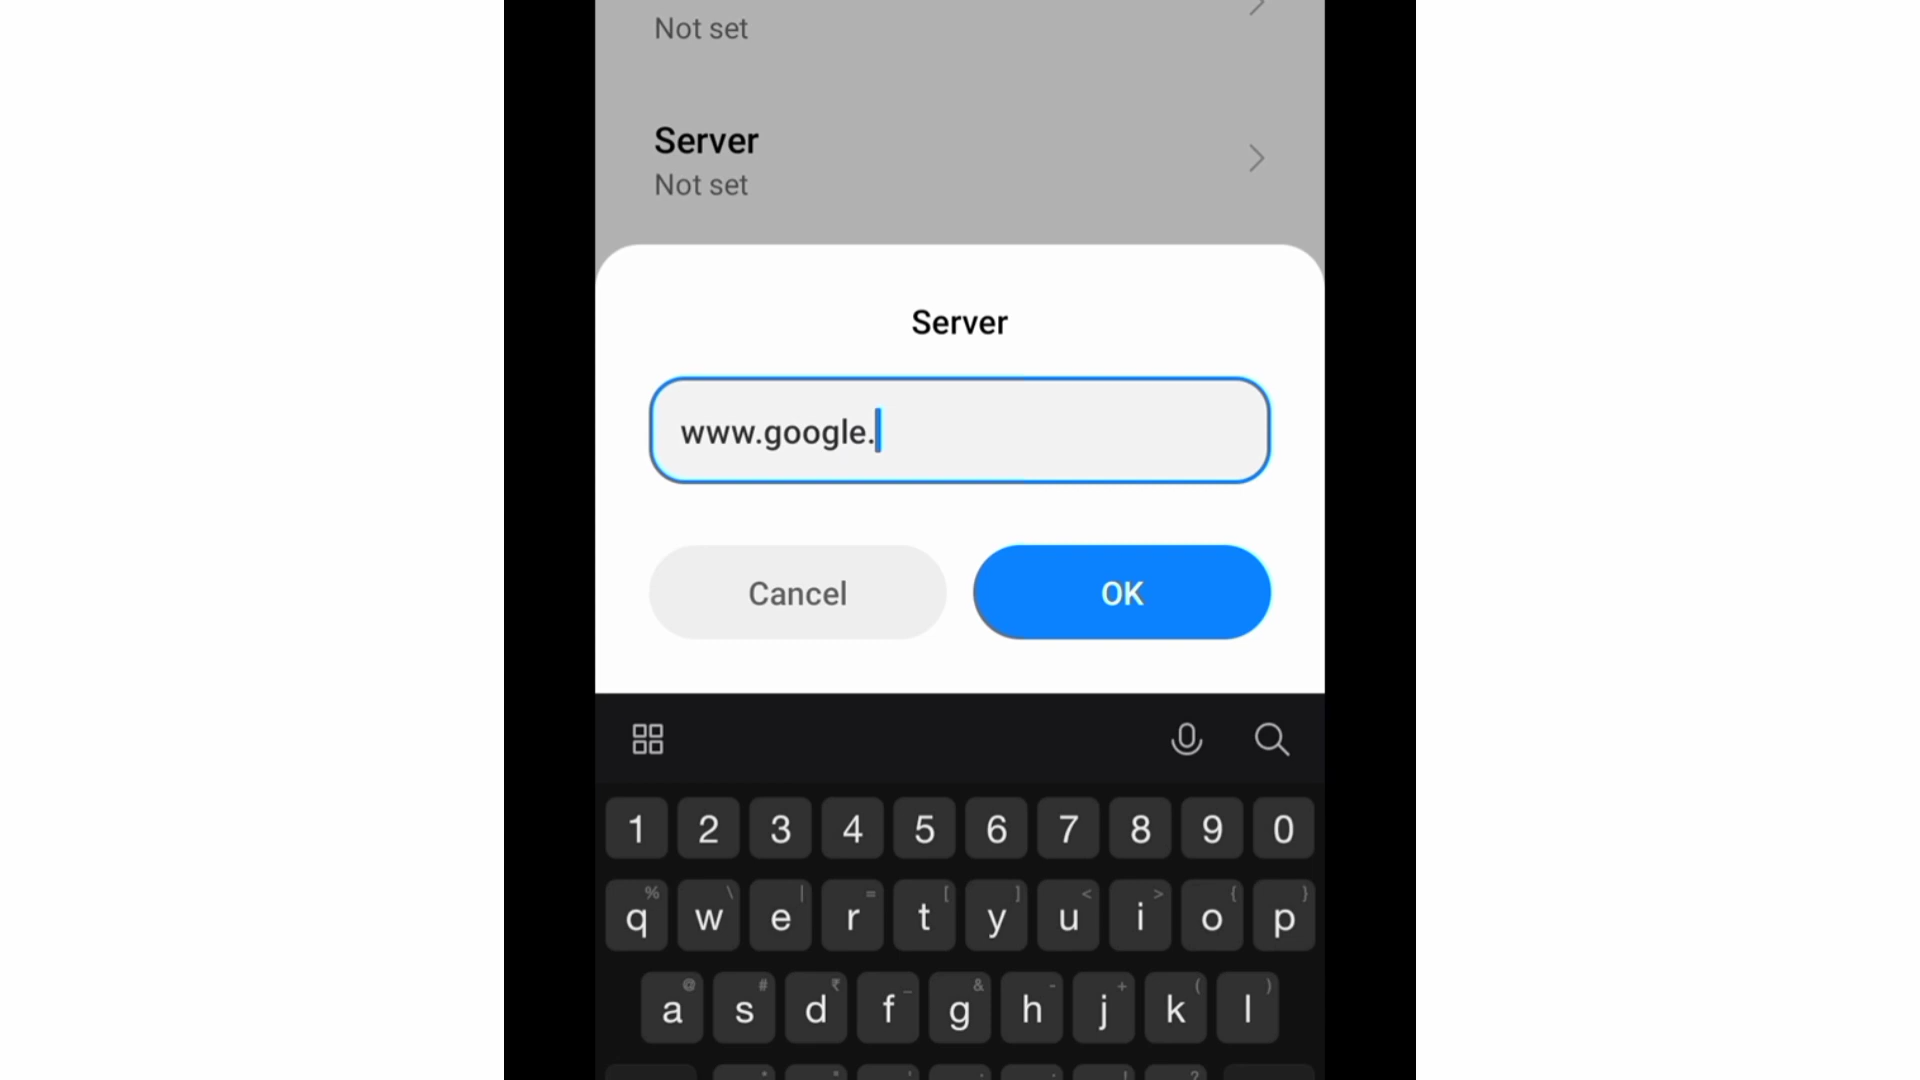 Not set
Server
Not set
Server
www.google.
Cancel
OK
1 2 3 4 5 6 7 8 9 0
% \ | = [ ] < > { }
q w e r t y u i o p
@ # ₹ _ & - + ( )
a s d f g h j k l